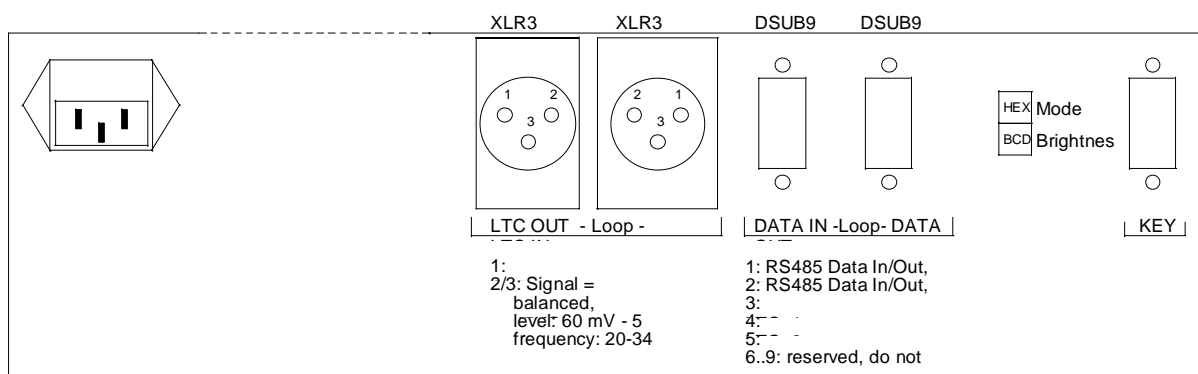 XLR3 XLR3 DSUB9 DSUB9
1 2 3
2 1 3
HEX Mode
BCD Brightnes
LTC OUT - Loop -
DATA IN -Loop- DATA
KEY
1:
2/3: Signal =
balanced,
level: 60 mV - 5
frequency: 20-34
1: RS485 Data In/Out,
2: RS485 Data In/Out,
3:
4:
5:
6..9: reserved, do not